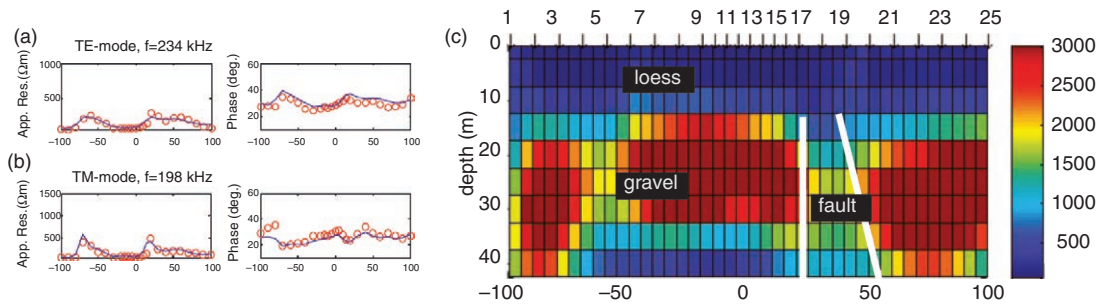 (a)
TE-mode, f=234 kHz
App. Res.(Ωm)
1000
500
0
−100 −50 0 50 100
Phase (deg.)
60
40
20
−100 −50 0 50 100
(b)
TM-mode, f=198 kHz
App. Res.(Ωm)
1500
1000
500
0
−100 −50 0 50 100
Phase (deg.)
60
40
20
0
−100 −50 0 50 100
(c)
1 3 5 7 9 11 13 15 17 19 21 23 25
depth (m)
0
10
20
30
40
loess
gravel
fault
−100 −50 0 50 100
3000
2500
2000
1500
1000
500